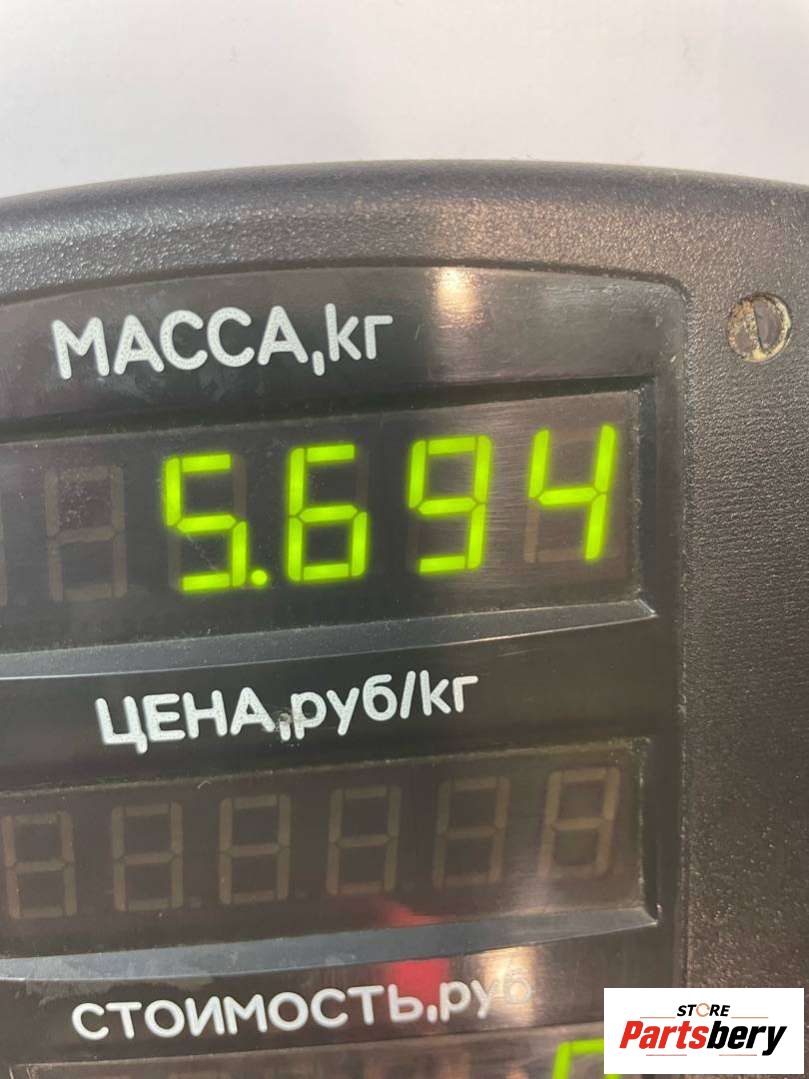 МАССА,кг
5.694
ЦЕНА,руб/кг
СТОИМОСТЬ,руб
STORE
Partsbery